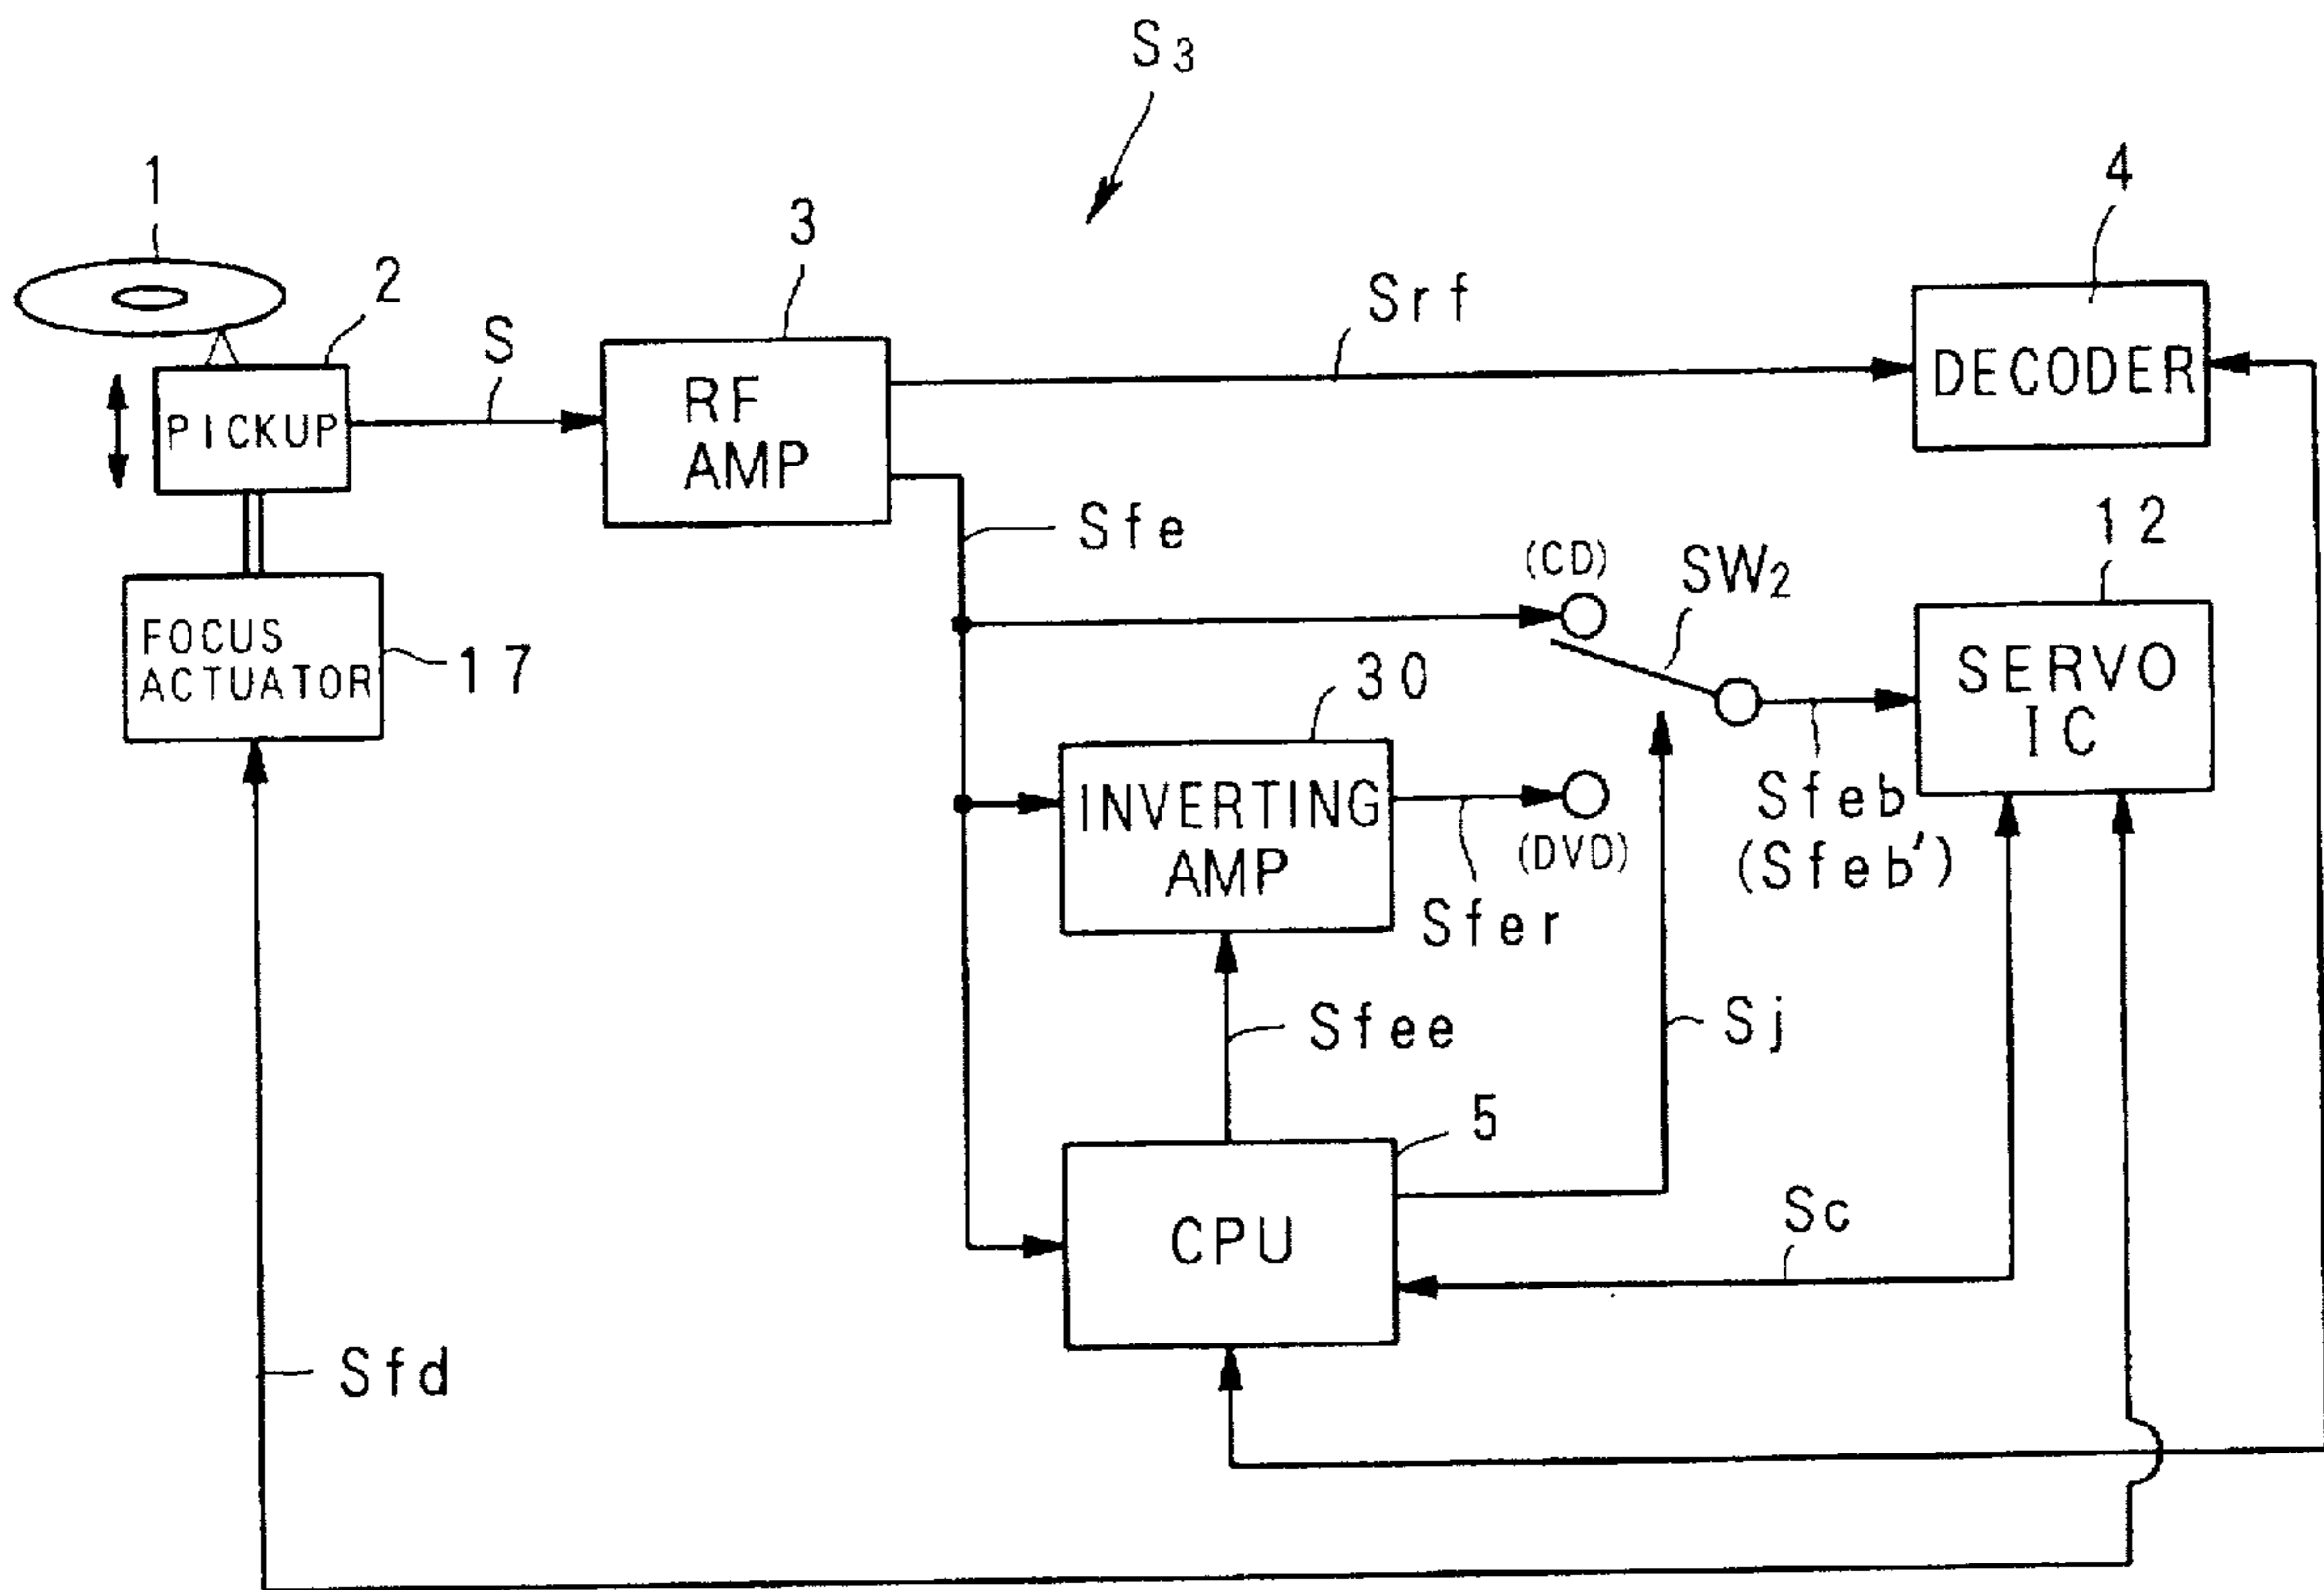 S3
1
2
3
4
S
Srf
PICKUP
RF
AMP
DECODER
Sfe
(CD)
SW2
12
FOCUS
ACTUATOR
17
30
SERVO
IC
INVERTING
AMP
(DVD)
Sfer
Sfeb
(Sfeb')
Sfee
Sj
5
CPU
Sc
Sfd